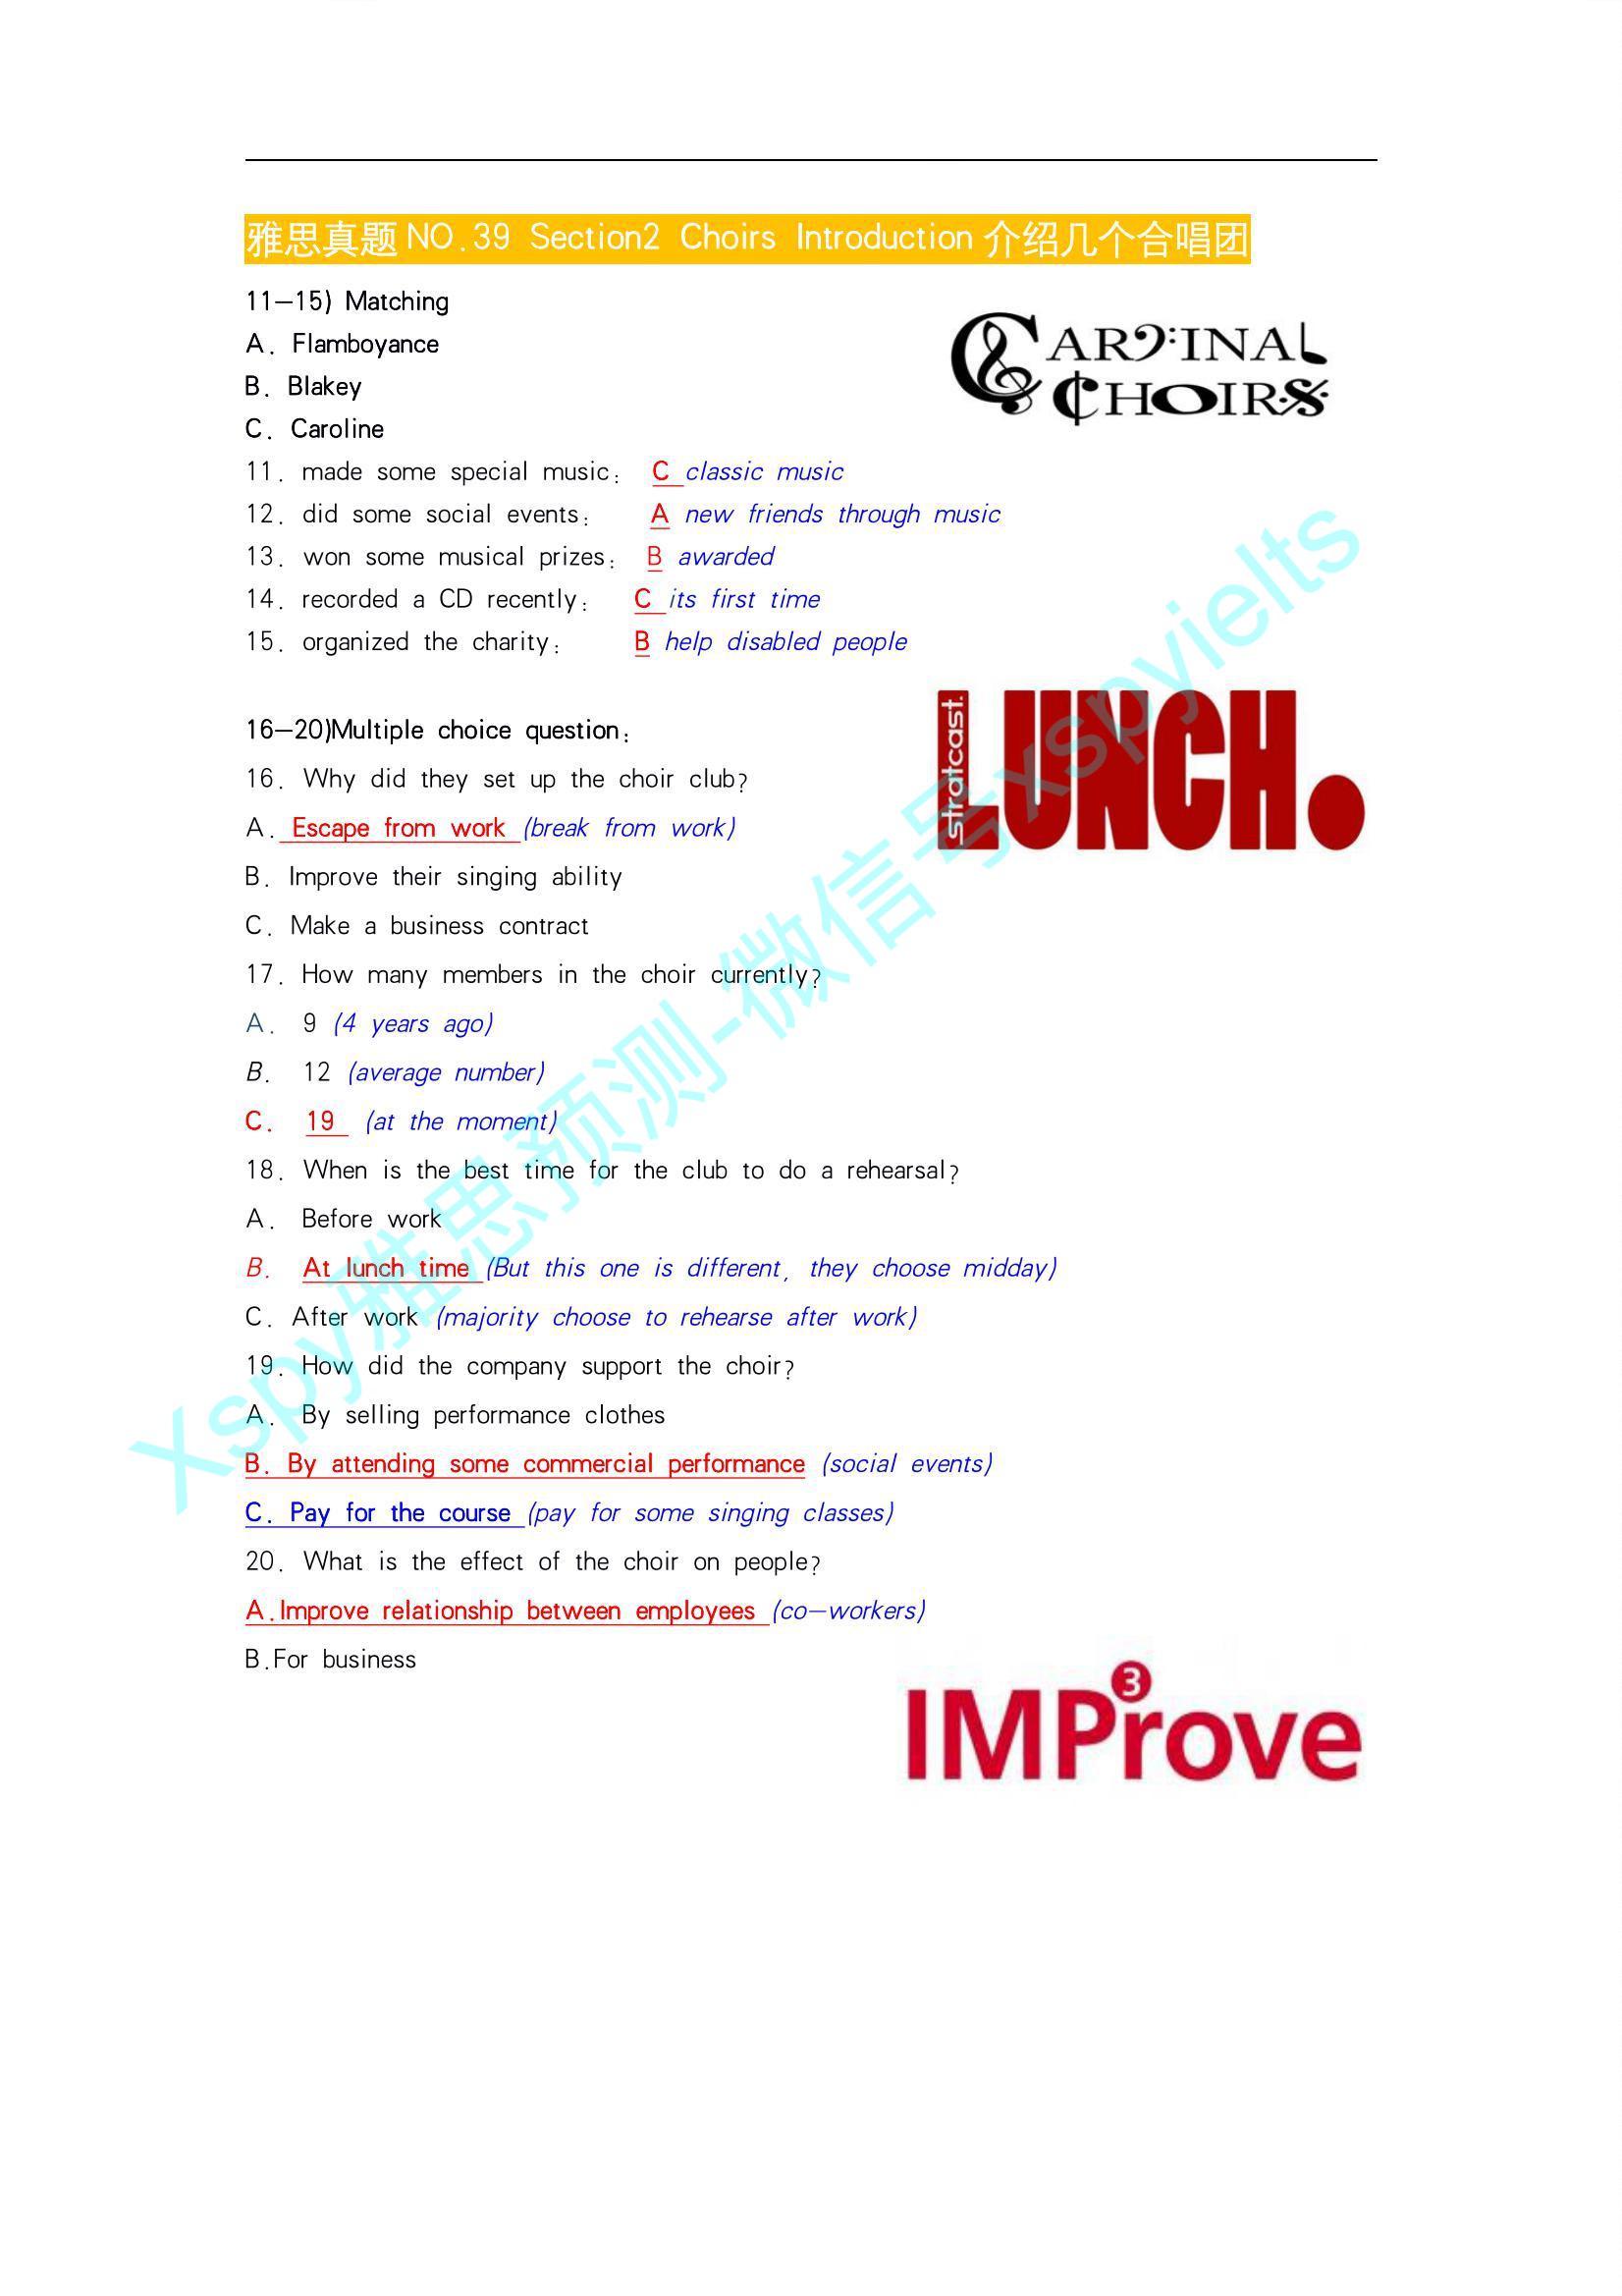 雅思真题 NO.39 Section2 Choirs Introduction 介绍几个合唱团
11-15) Matching
A. Flamboyance
B. Blakey
C. Caroline
CARDINAL
CHOIRS
11. made some special music: C classic music
12. did some social events: A new friends through music
13. won some musical prizes: B awarded
14. recorded a CD recently: C its first time
15. organized the charity: B help disabled people
stratcast.
LUNCH.
16-20)Multiple choice question:
16. Why did they set up the choir club?
A. Escape from work (break from work)
B. Improve their singing ability
C. Make a business contract
17. How many members in the choir currently?
A. 9 (4 years ago)
B. 12 (average number)
C. 19 (at the moment)
18. When is the best time for the club to do a rehearsal?
A. Before work
B. At lunch time (But this one is different, they choose midday)
C. After work (majority choose to rehearse after work)
19. How did the company support the choir?
A. By selling performance clothes
B. By attending some commercial performance (social events)
C. Pay for the course (pay for some singing classes)
20. What is the effect of the choir on people?
A.Improve relationship between employees (co-workers)
B.For business
IMP3rove
Xspy雅思预测-微信号xspyielts